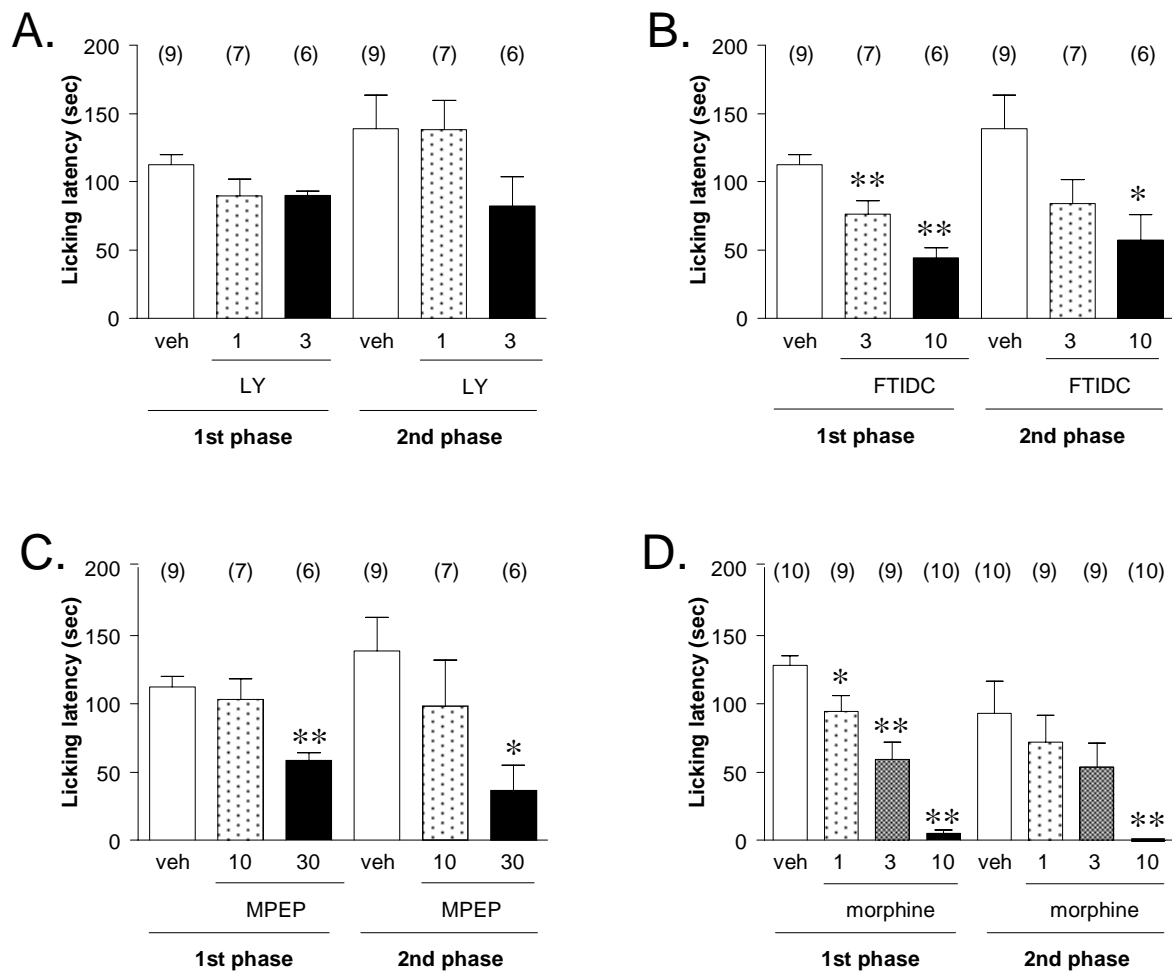 A.
Licking latency (sec)
200
150
100
50
0
(9) (7) (6) (9) (7) (6)
veh 1 3 veh 1 3
LY LY
1st phase 2nd phase
B.
Licking latency (sec)
200
150
100
50
0
(9) (7) (6) (9) (7) (6)
** ** *
veh 3 10 veh 3 10
FTIDC FTIDC
1st phase 2nd phase
C.
Licking latency (sec)
200
150
100
50
0
(9) (7) (6) (9) (7) (6)
** *
veh 10 30 veh 10 30
MPEP MPEP
1st phase 2nd phase
D.
Licking latency (sec)
200
150
100
50
0
(10) (9) (9) (10) (10) (9) (9) (10)
* ** ** **
veh 1 3 10 veh 1 3 10
morphine morphine
1st phase 2nd phase